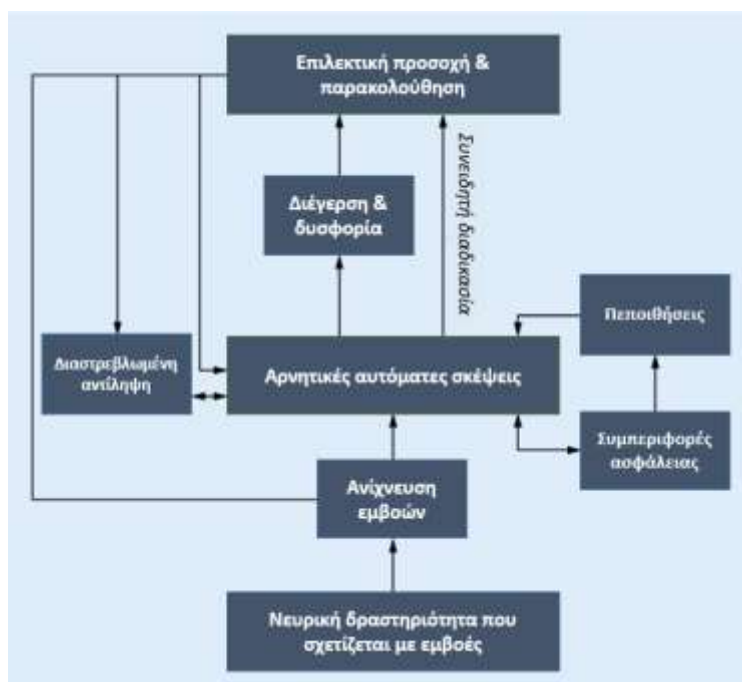 Επιλεκτική προσοχή &
παρακολούθηση
Διέγερση &
δυσφορία
Συνειδητή διαδικασία
Πεποιθήσεις
Διαστρεβλωμένη
αντίληψη
Αρνητικές αυτόματες σκέψεις
Συμπεριφορές
ασφάλειας
Ανίχνευση
εμβοών
Νευρική δραστηριότητα που
σχετίζεται με εμβοές